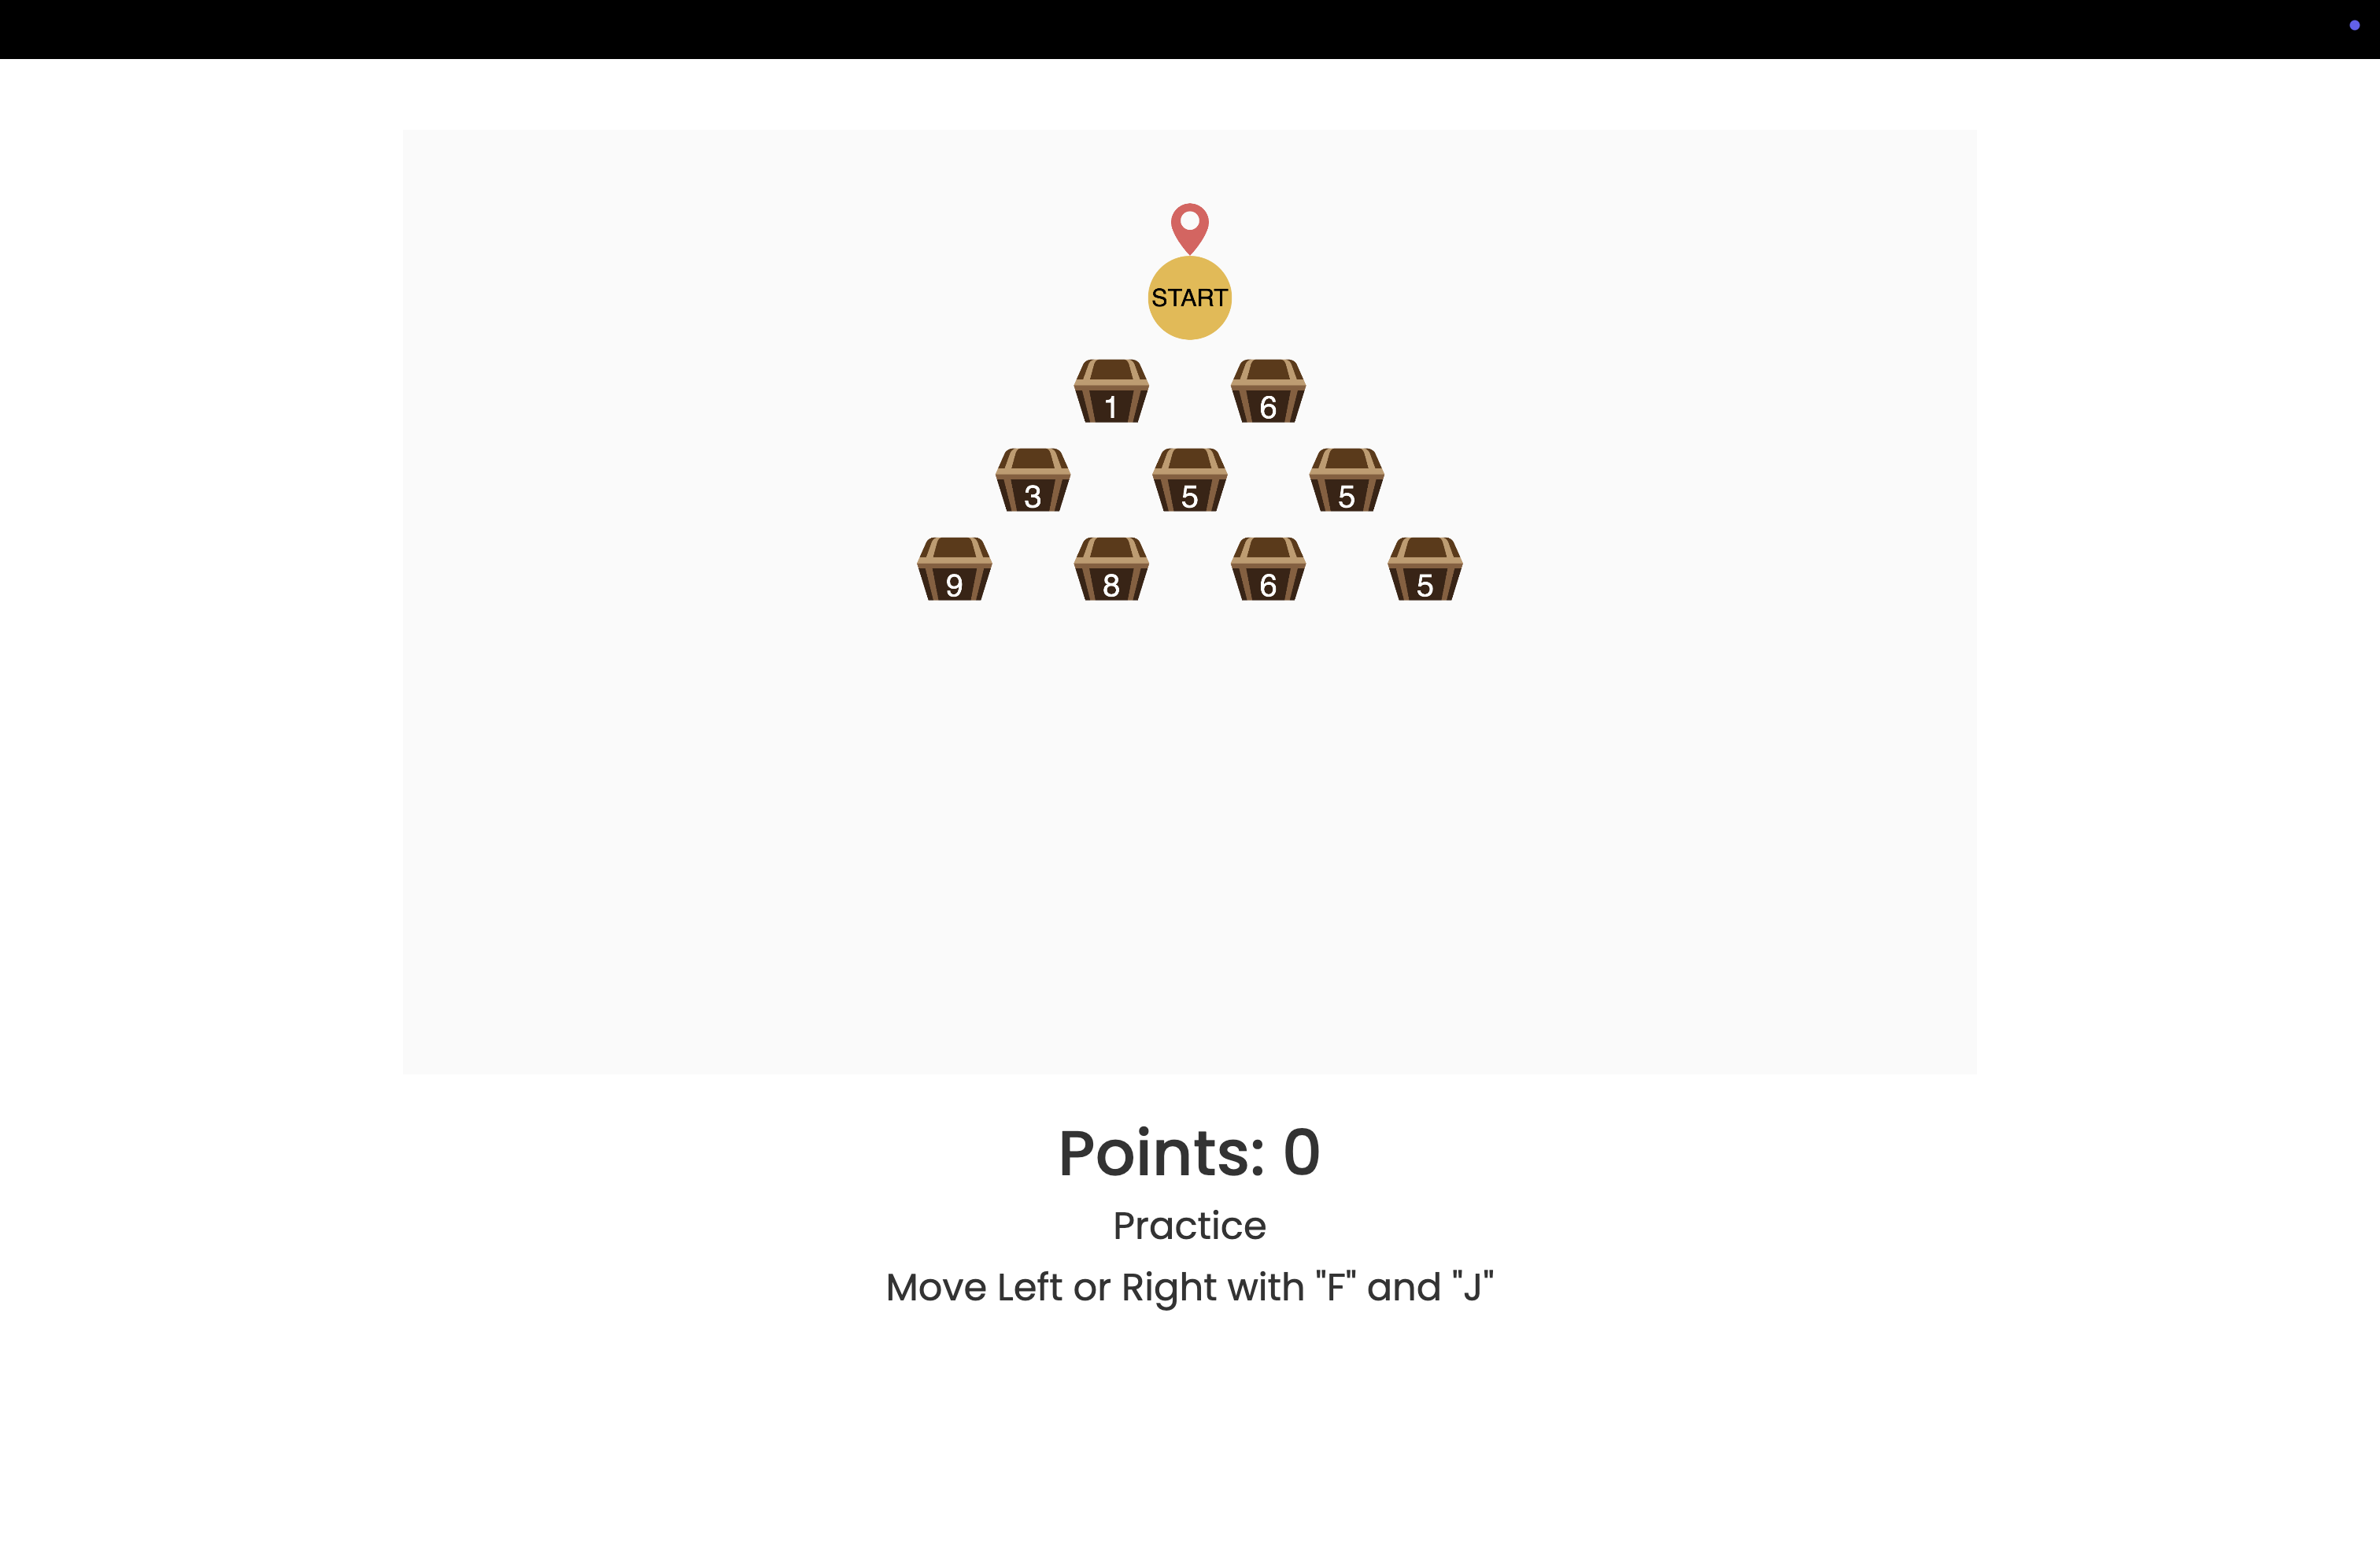 START
1 6
3 5 5
9 8 6 5
Points: 0
Practice
Move Left or Right with "F" and "J"